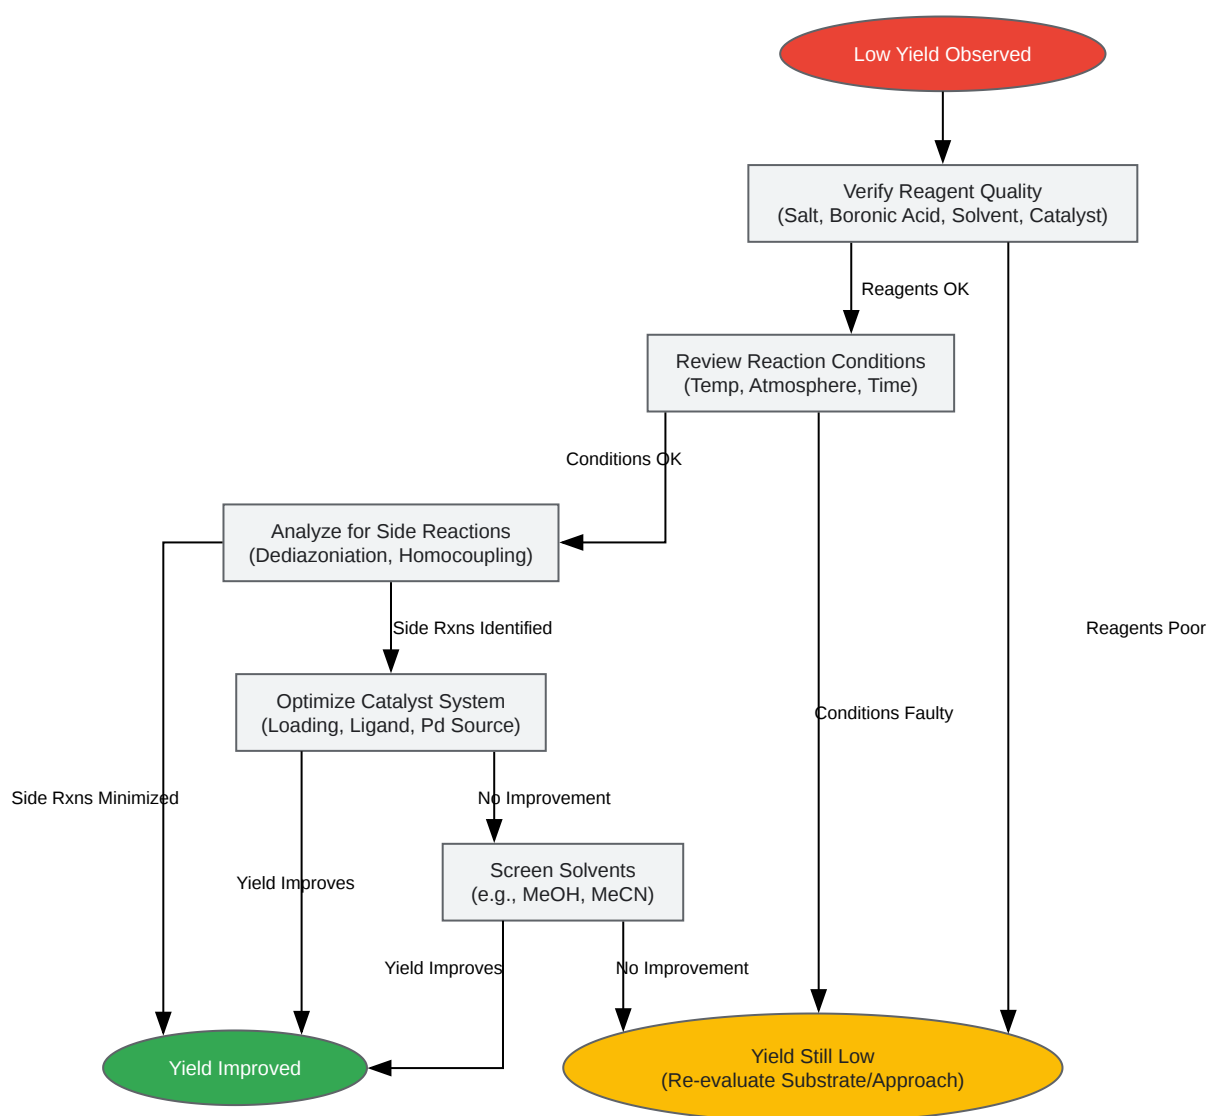 Low Yield Observed
Verify Reagent Quality
(Salt, Boronic Acid, Solvent, Catalyst)
Reagents OK
Review Reaction Conditions
(Temp, Atmosphere, Time)
Conditions OK
Analyze for Side Reactions
(Dediazoniation, Homocoupling)
Side Rxns Identified
Reagents Poor
Optimize Catalyst System
(Loading, Ligand, Pd Source)
Conditions Faulty
Side Rxns Minimized
No Improvement
Screen Solvents
(e.g., MeOH, MeCN)
Yield Improves
Yield Improves
No Improvement
Yield Improved
Yield Still Low
(Re-evaluate Substrate/Approach)